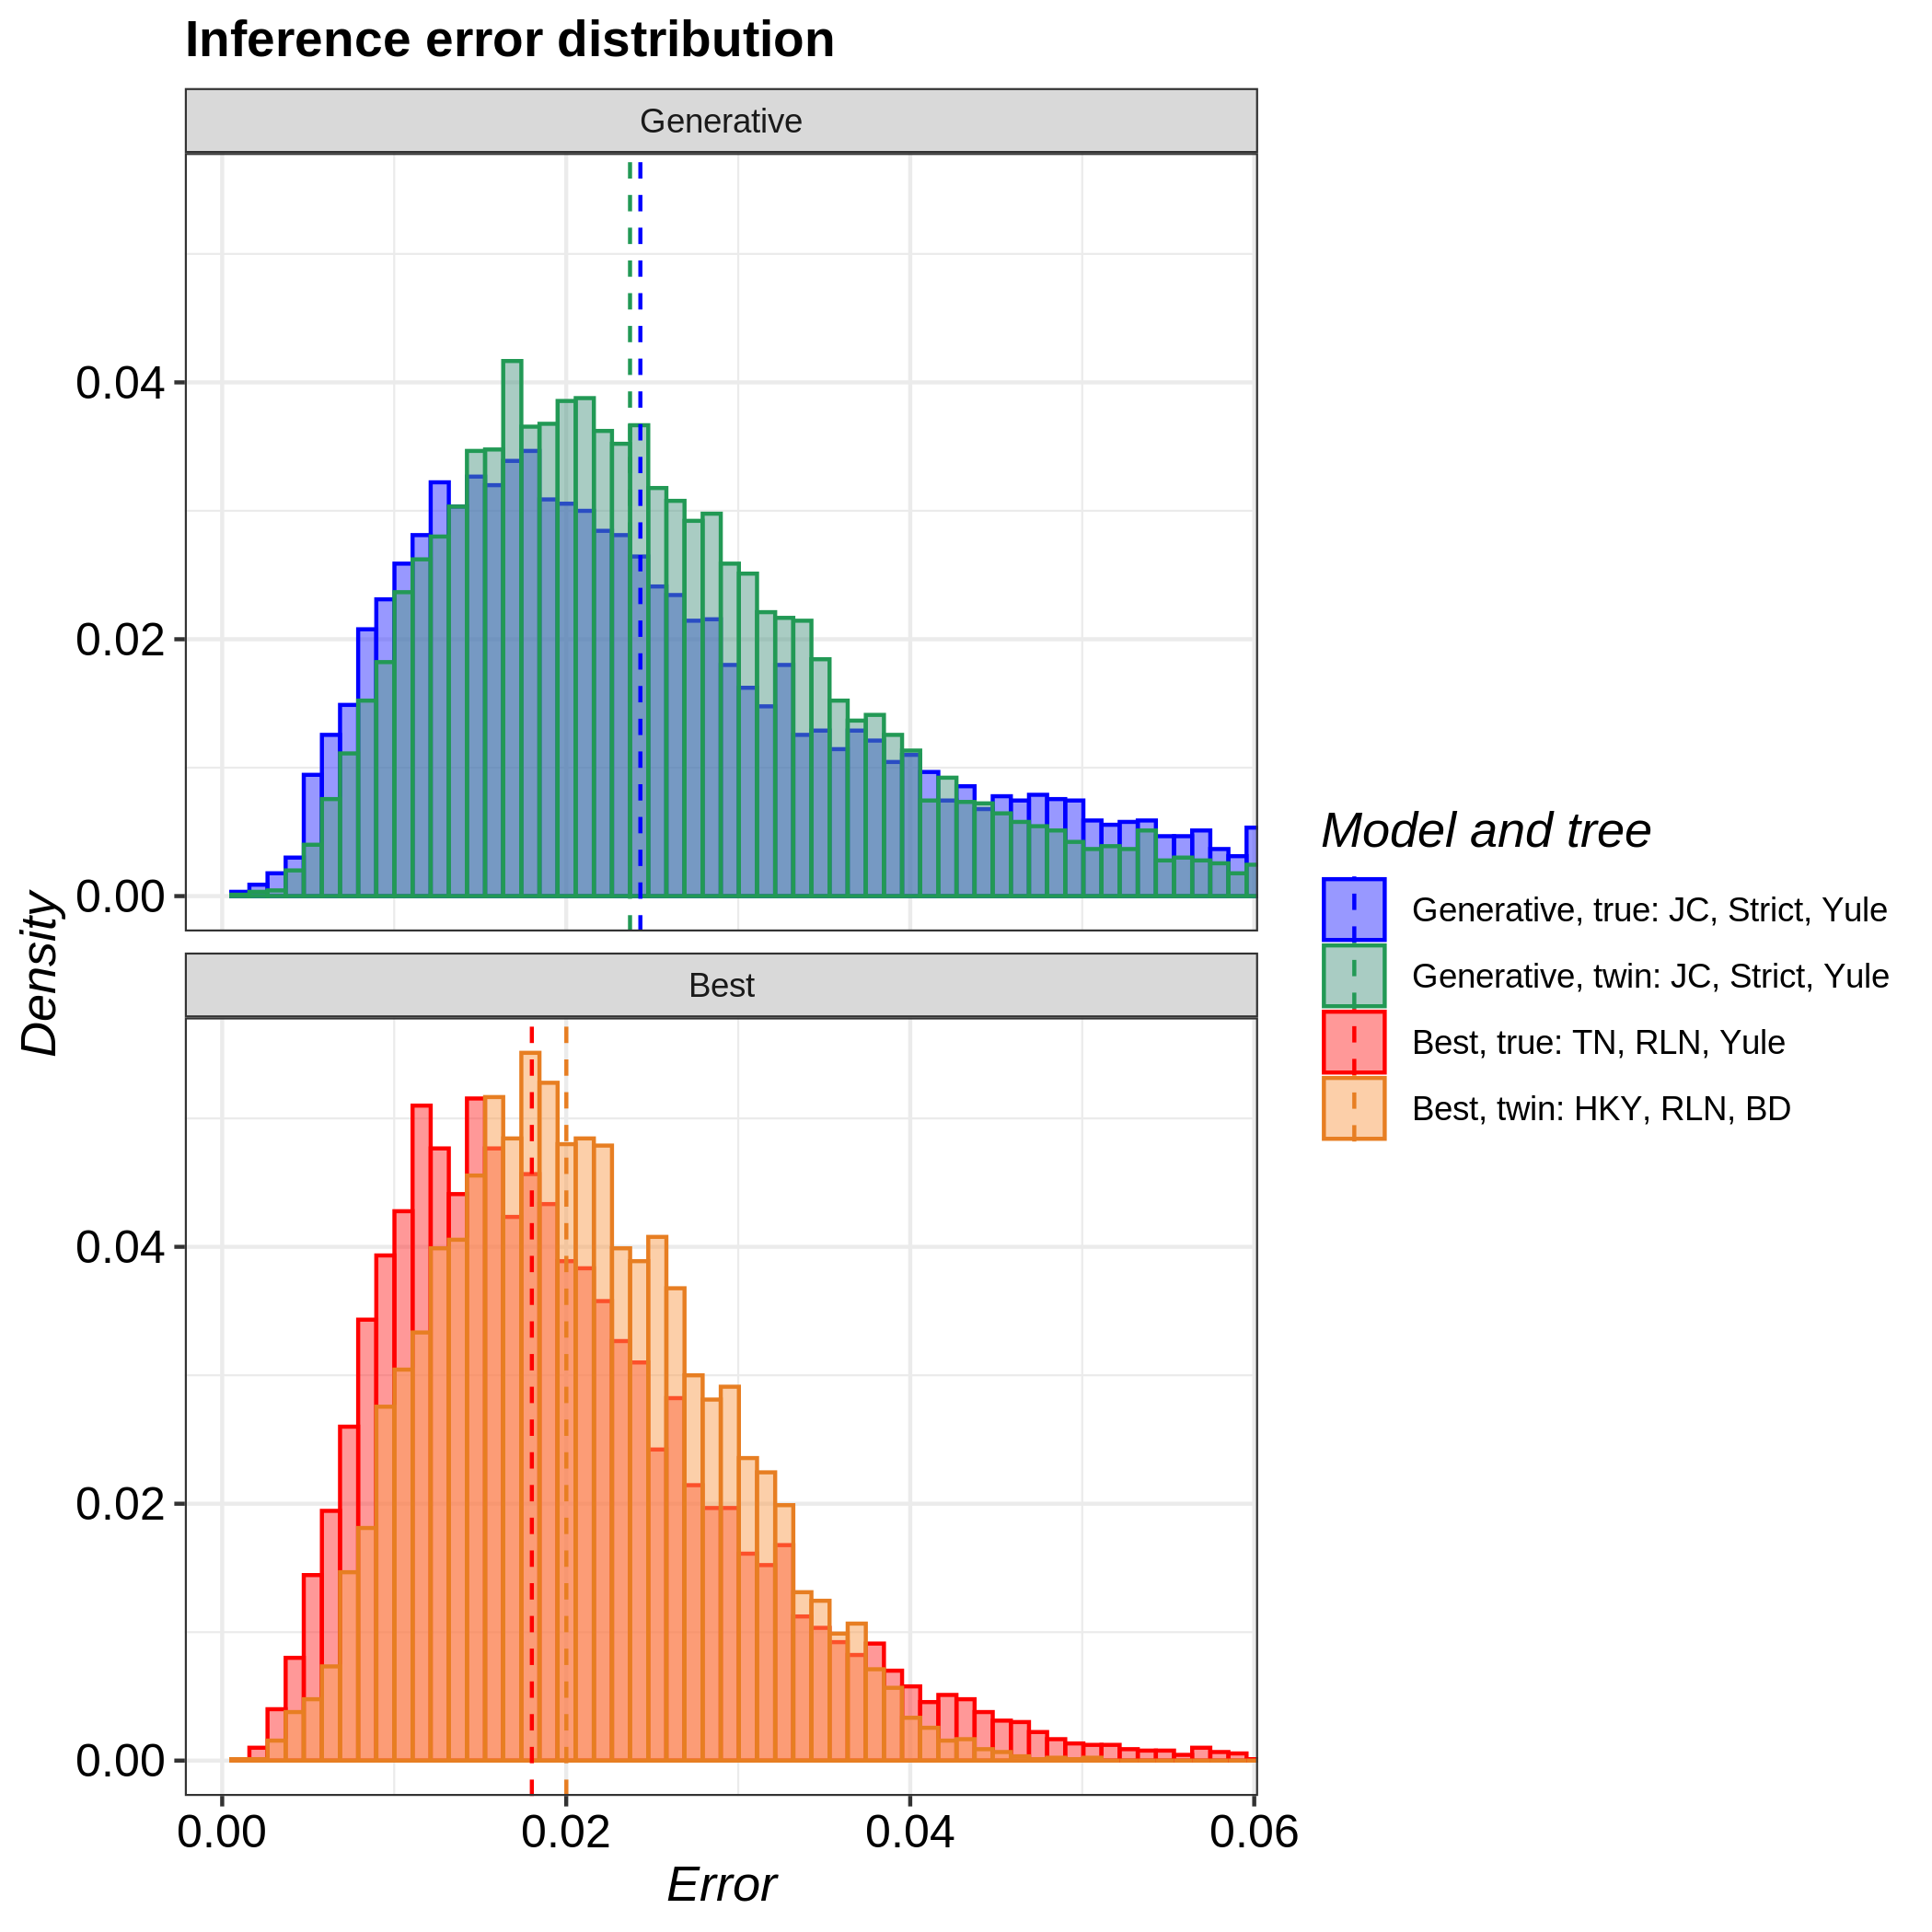 Inference error distribution
Generative
0.04
0.02
0.00
Best
0.04
0.02
0.00
0.00 0.02 0.04 0.06
Error
Density
Model and tree
Generative, true: JC, Strict, Yule
Generative, twin: JC, Strict, Yule
Best, true: TN, RLN, Yule
Best, twin: HKY, RLN, BD